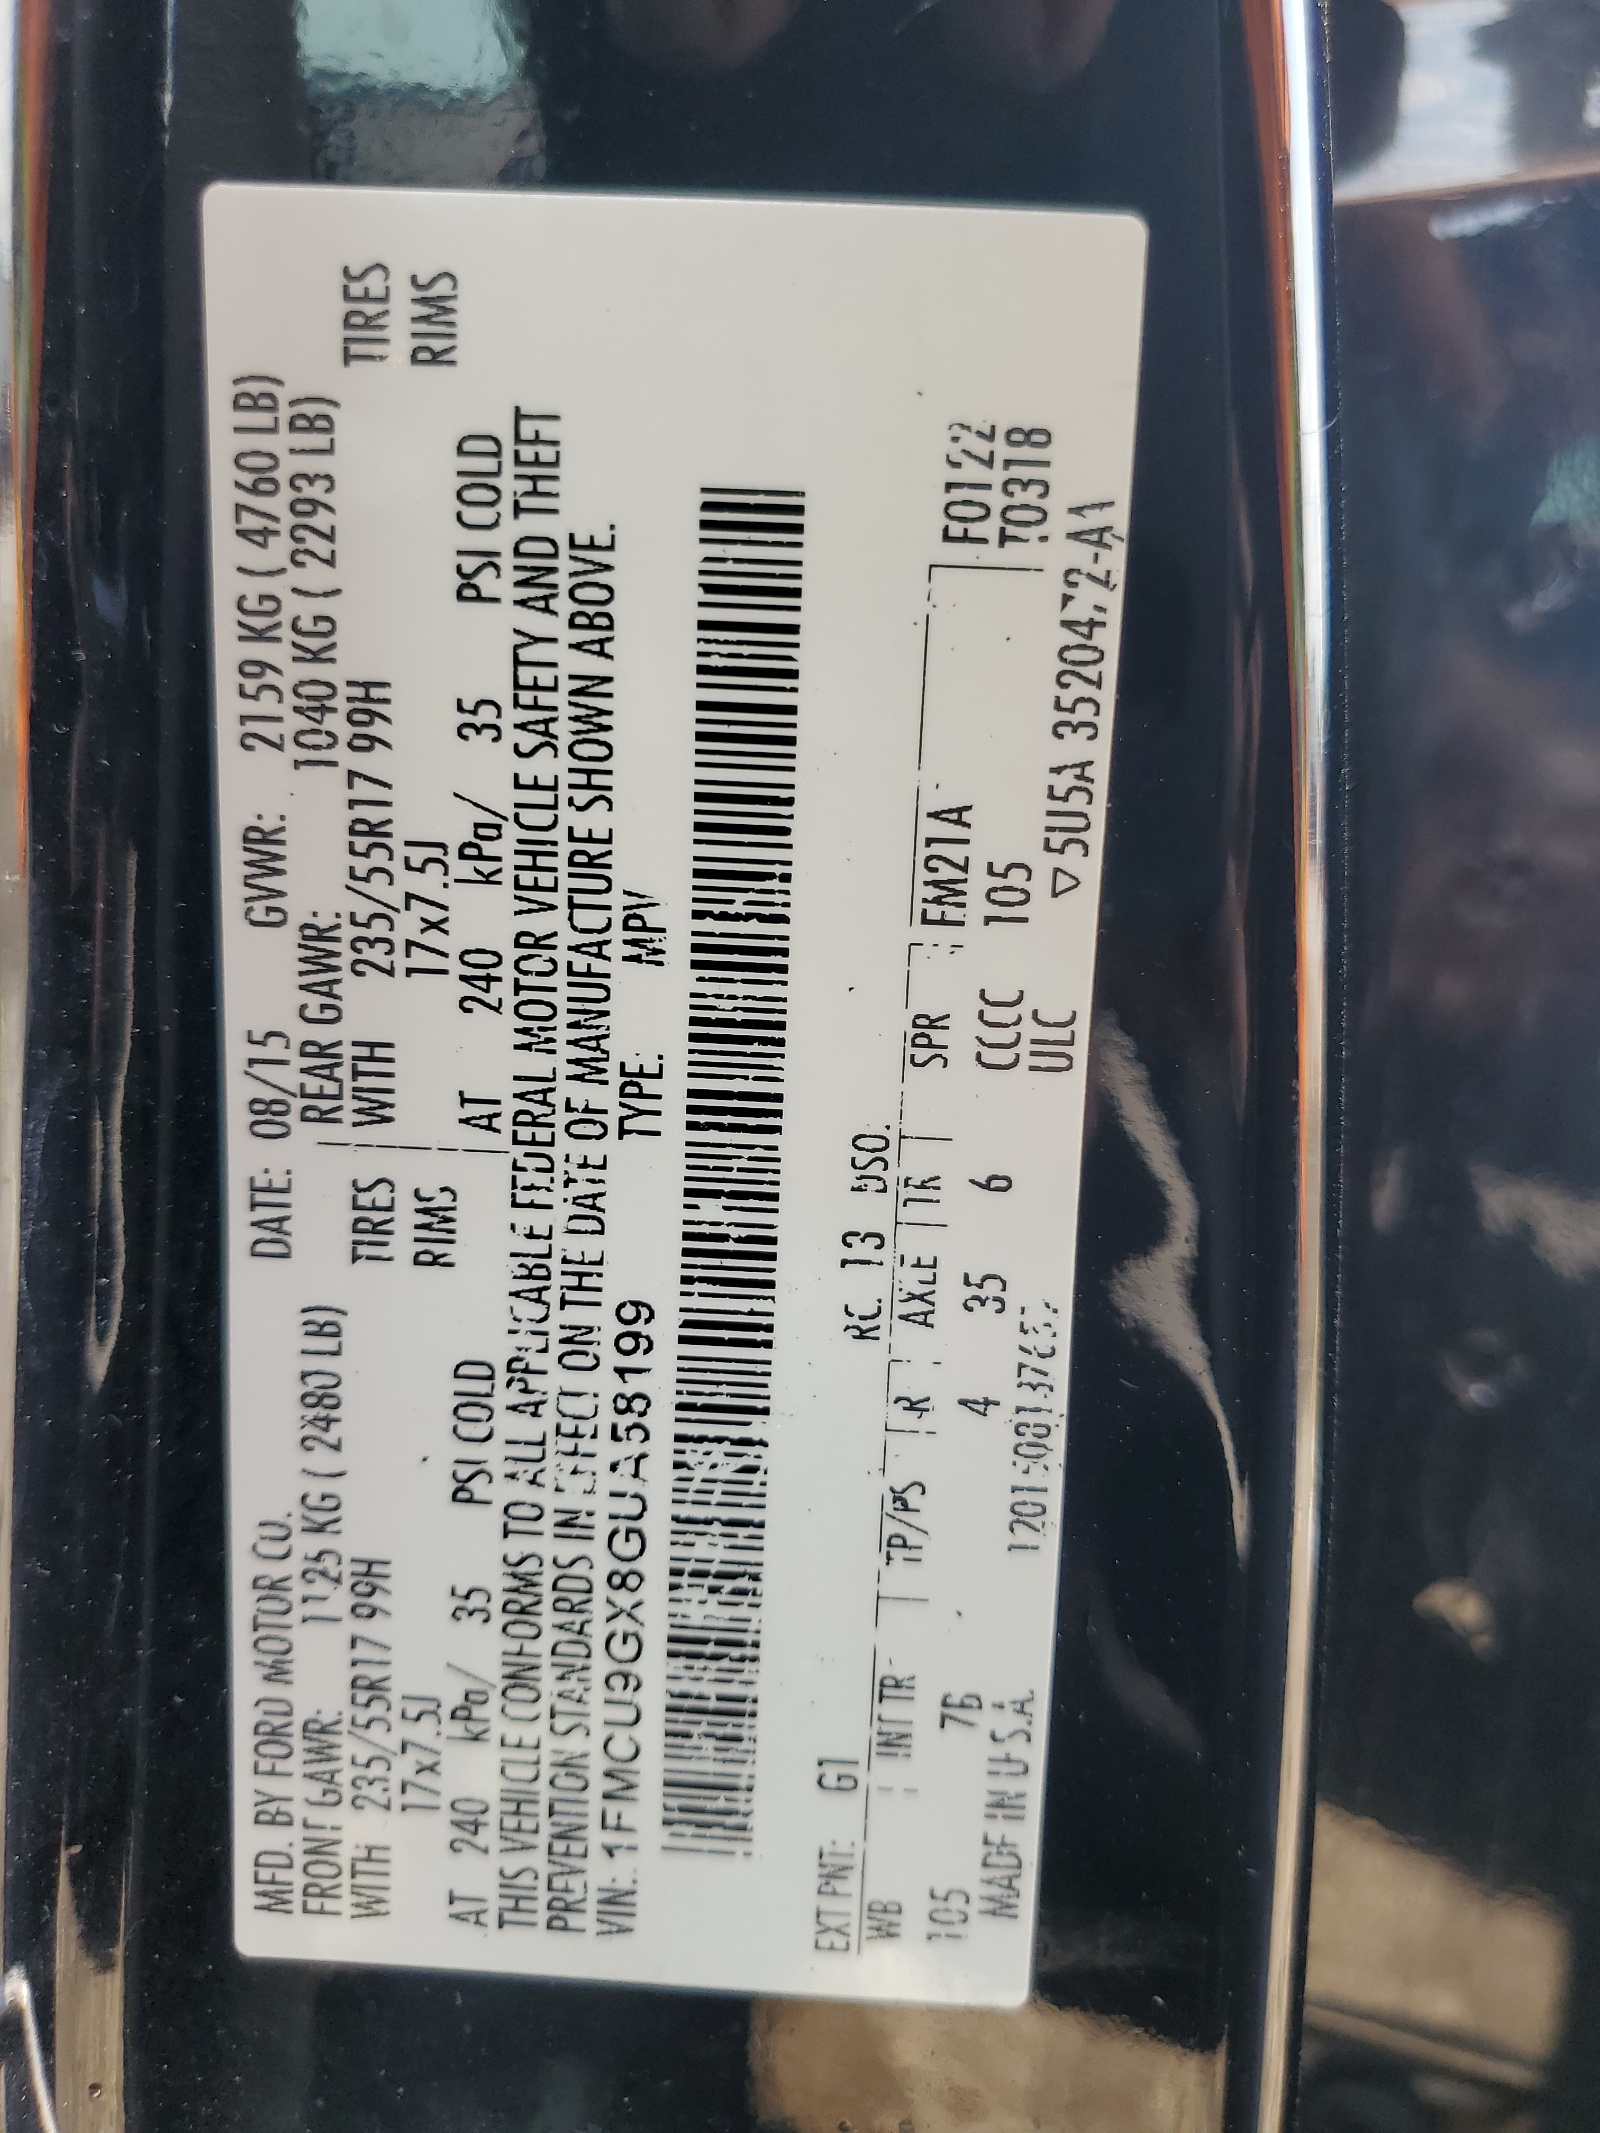 MFD. BY FORD MOTOR CO. DATE: 08/15 GVWR: 2159 KG ( 4760 LB)
FRONT GAWR: 1125 KG ( 2480 LB) REAR GAWR: 1040 KG ( 2293 LB)
WITH 235/55R17 99H TIRES WITH 235/55R17 99H TIRES
17x7.5J RIMS 17x7.5J RIMS
AT 240 kPa/ 35 PSI COLD AT 240 kPa/ 35 PSI COLD
THIS VEHICLE CONFORMS TO ALL APPLICABLE FEDERAL MOTOR VEHICLE SAFETY AND THEFT
PREVENTION STANDARDS IN EFFECT ON THE DATE OF MANUFACTURE SHOWN ABOVE.
VIN: 1FMCU9GX8GUA58199 TYPE: MPV
EXT PNT: G1 RC: 13 DSO:
WB INT TR TP/PS R AXLE TR SPR FM21A F0122
105 7B 4 35 6 CCCC 105 T0318
MADE IN U.S.A. ULC ▽5U5A 3520472-A1